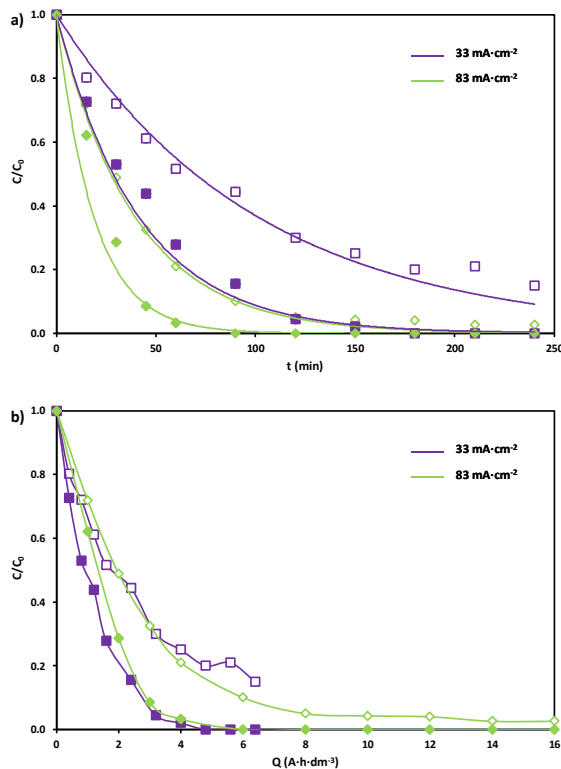 a)
1.0
0.8
0.6
0.4
0.2
0.0
C/C₀
33 mA·cm⁻²
83 mA·cm⁻²
0 50 100 150 200 250
t (min)
b)
1.0
0.8
0.6
0.4
0.2
0.0
C/C₀
33 mA·cm⁻²
83 mA·cm⁻²
0 2 4 6 8 10 12 14 16
Q (A·h·dm⁻³)